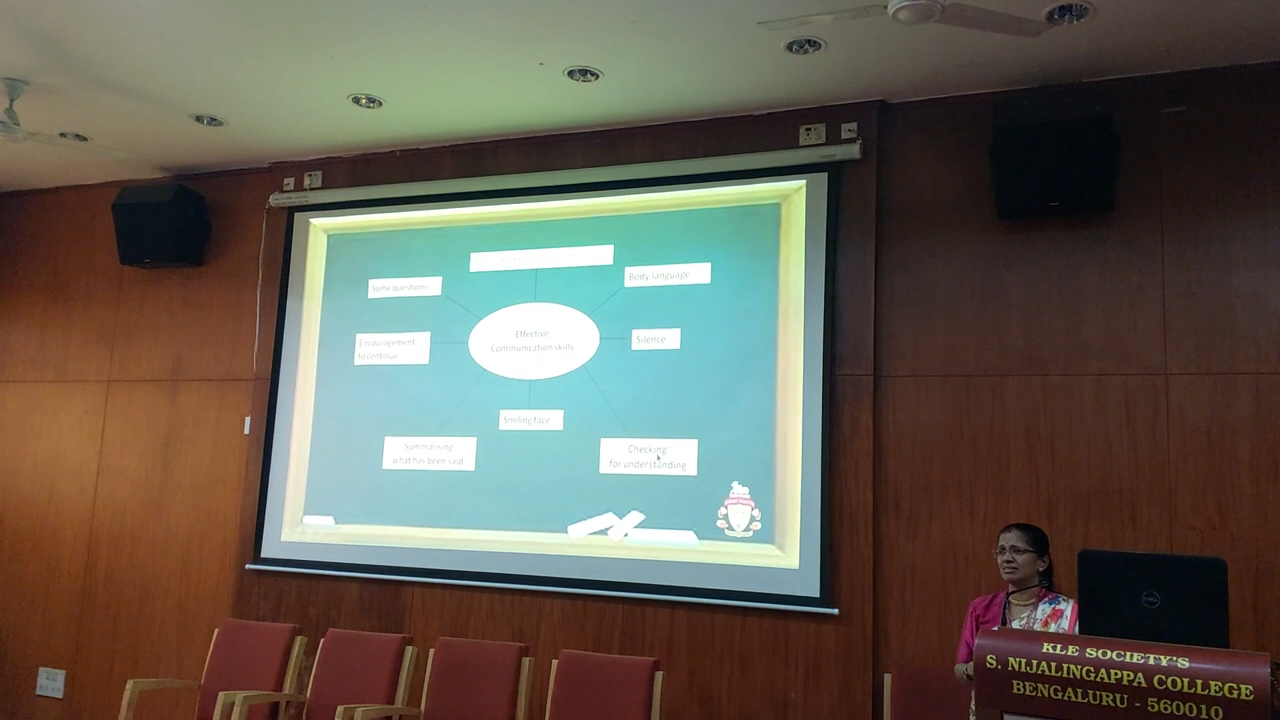 Some questions
Body language
Encouragement
to continue
Effective
Communication skills
Silence
Smiling face
Summarising
what has been said
Checking
for understanding
DELL
KLE SOCIETY'S
S. NIJALINGAPPA COLLEGE
BENGALURU - 560010